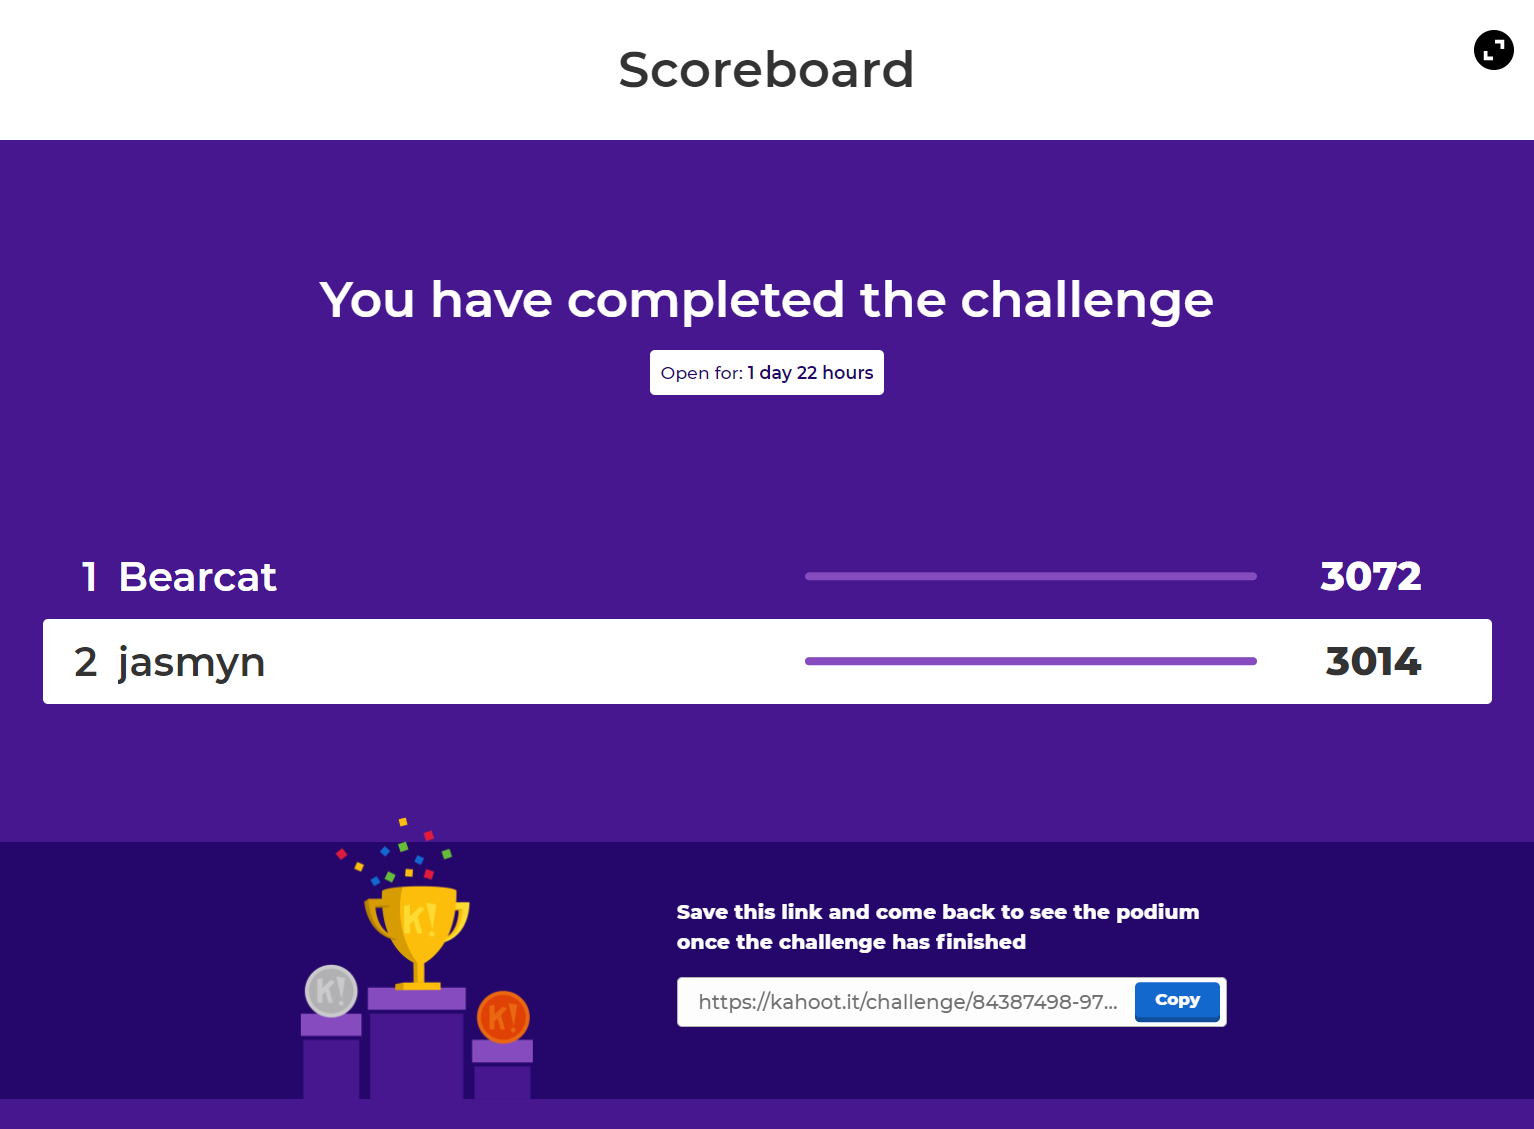 Scoreboard
You have completed the challenge
Open for: 1 day 22 hours
1 Bearcat 3072
2 jasmyn 3014
K!
K!
K!
Save this link and come back to see the podium
once the challenge has finished
https://kahoot.it/challenge/84387498-97... Copy